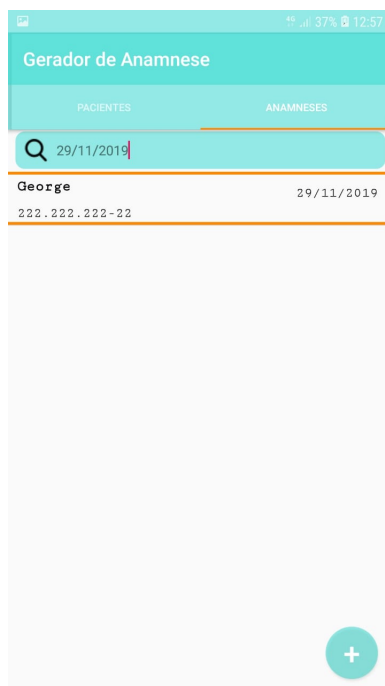 4G 37% 12:57
Gerador de Anamnese
PACIENTES ANAMNESES
29/11/2019
George 29/11/2019
222.222.222-22
+